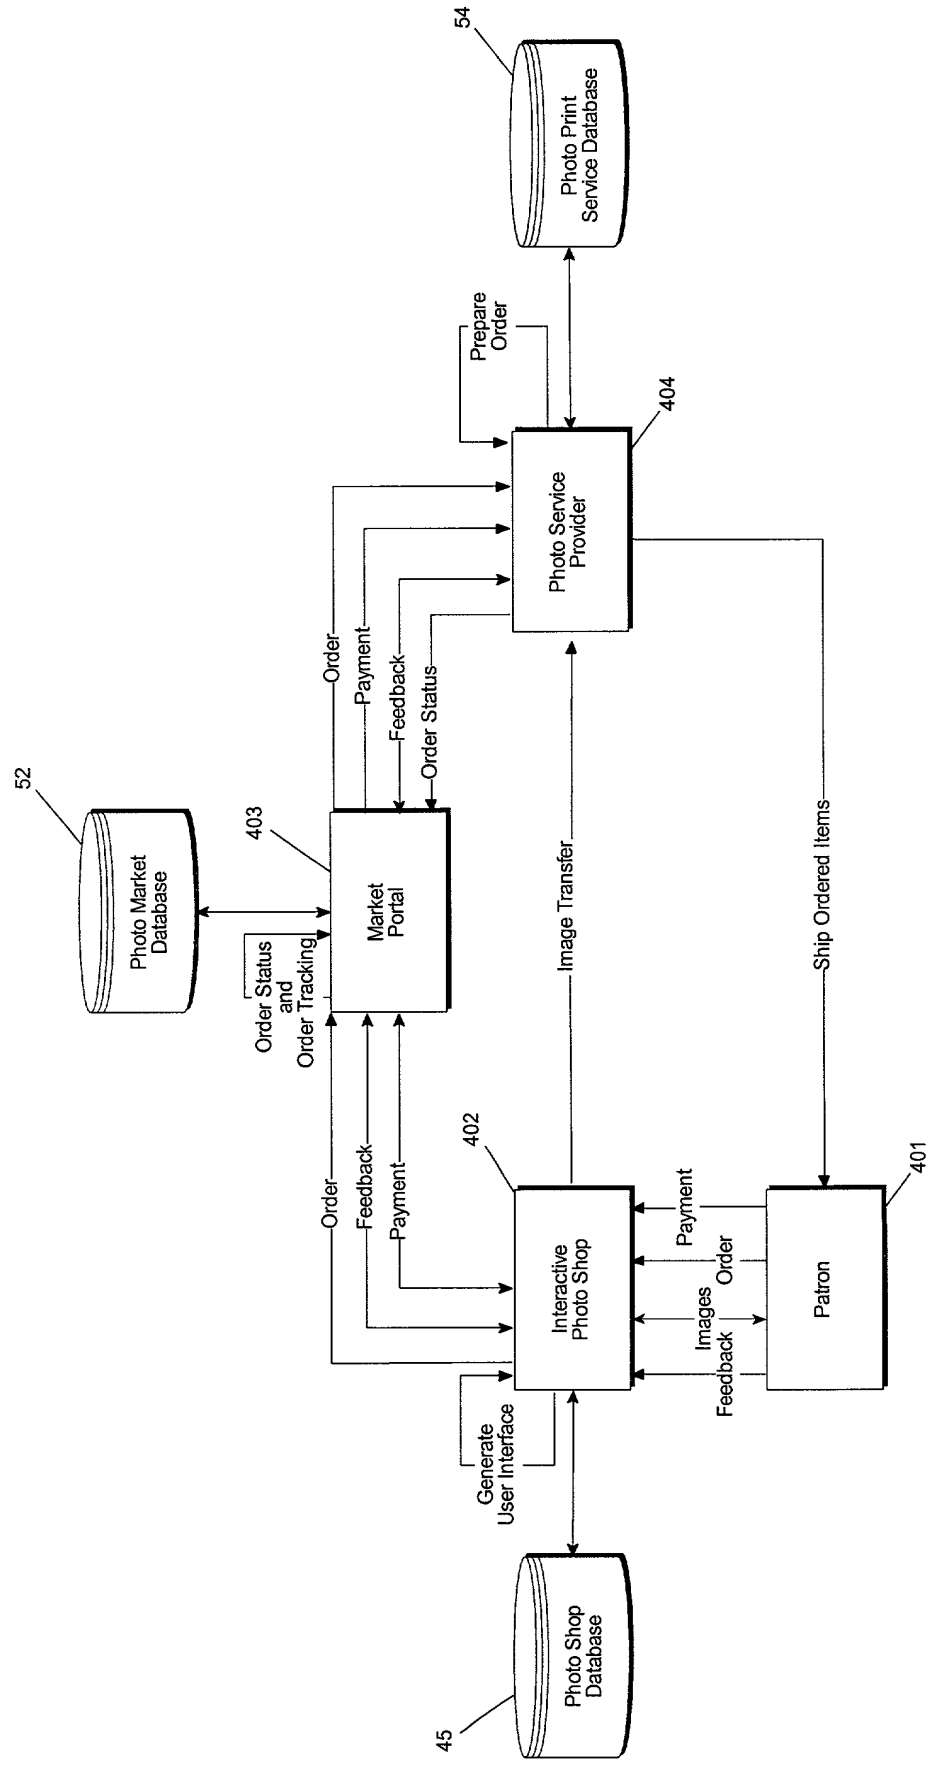 52
Photo Market
Database
403
Order Status
and
Order Tracking
Market
Portal
Order
Feedback
Payment
Order
Payment
Feedback
Order Status
Generate
User Interface
402
Prepare
Order
45
Photo Shop
Database
Interactive
Photo Shop
Image Transfer
Photo Service
Provider
404
54
Photo Print
Service Database
Feedback
Images
Order
Payment
Patron
401
Ship Ordered Items